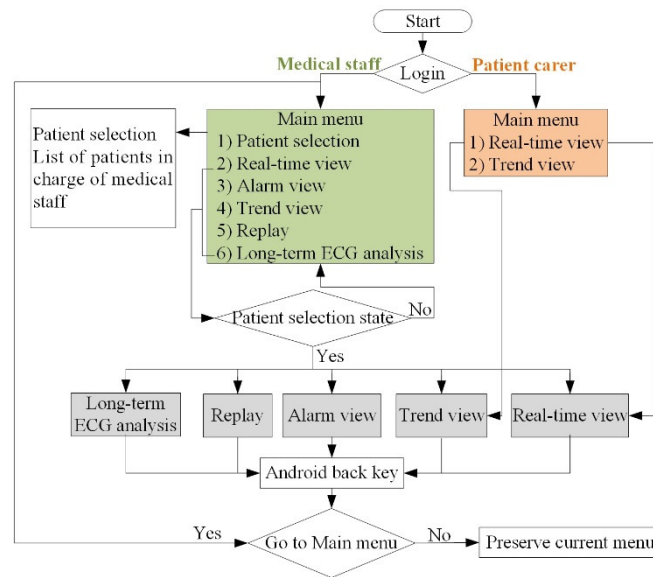 Start
Medical staff
Login
Patient carer
Main menu
1) Patient selection
2) Real-time view
3) Alarm view
4) Trend view
5) Replay
6) Long-term ECG analysis
Main menu
1) Real-time view
2) Trend view
Patient selection
List of patients in
charge of medical
staff
Patient selection state
No
Yes
Long-term
ECG analysis
Replay
Alarm view
Trend view
Real-time view
Android back key
Yes
Go to Main menu
No
Preserve current menu